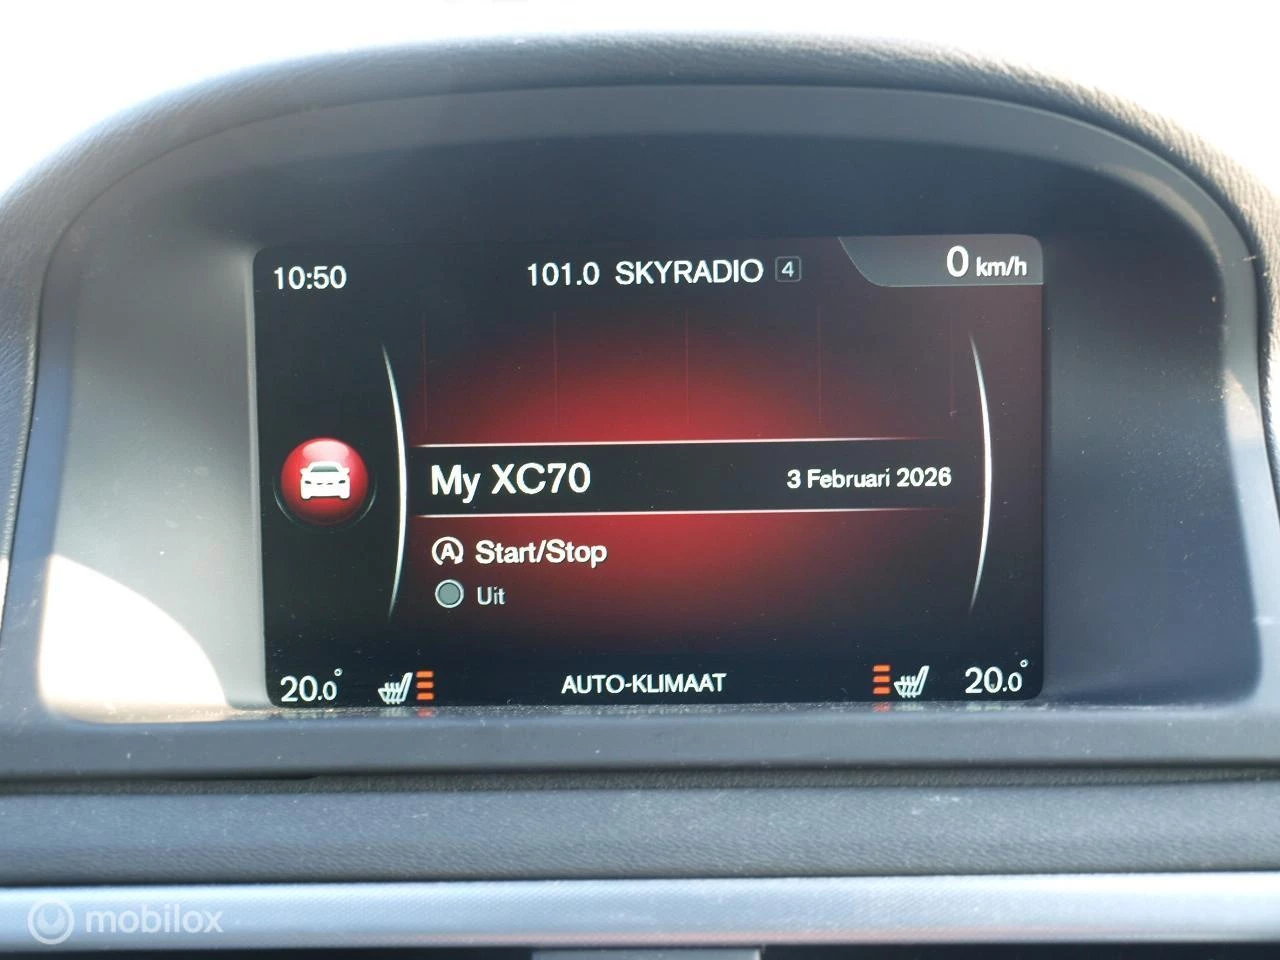 10:50 101.0 SKYRADIO 4 0 km/h
My XC70 3 Februari 2026
A Start/Stop
Uit
20.0° AUTO-KLIMAAT 20.0°
mobilox